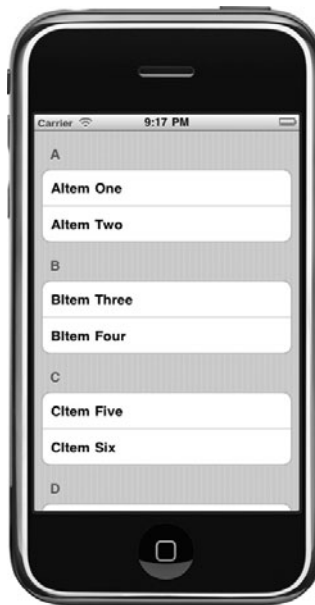 Carrier 9:17 PM
A
AItem One
AItem Two
B
BItem Three
BItem Four
C
CItem Five
CItem Six
D